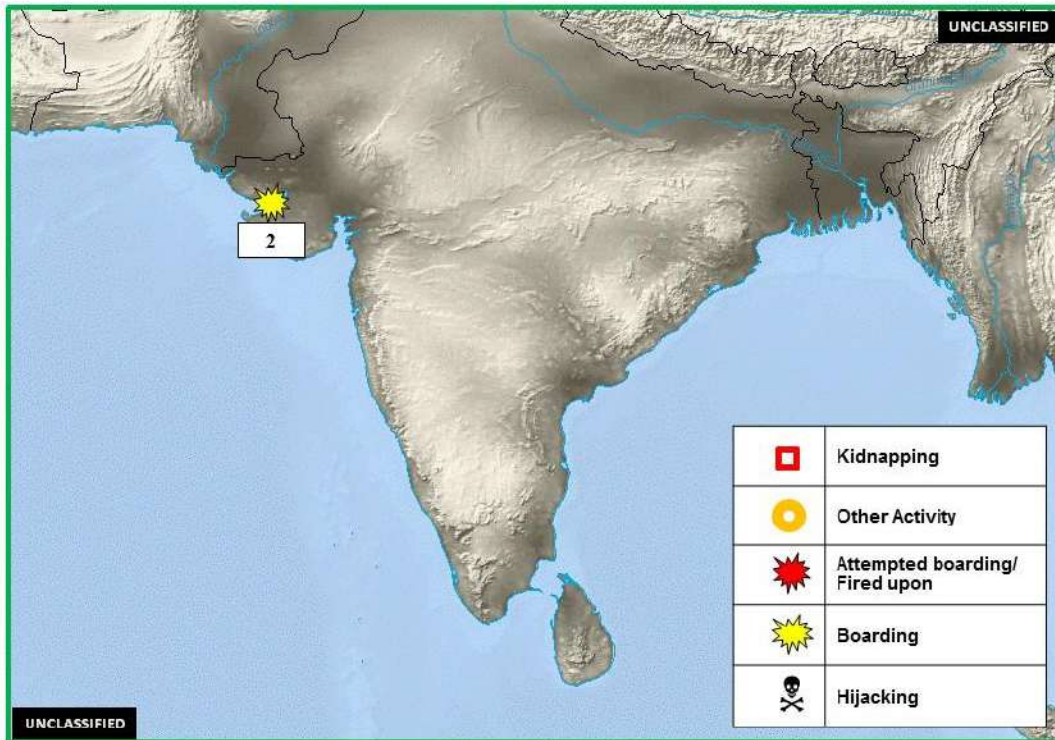 UNCLASSIFIED
2
Kidnapping
Other Activity
Attempted boarding/
Fired upon
Boarding
Hijacking
UNCLASSIFIED